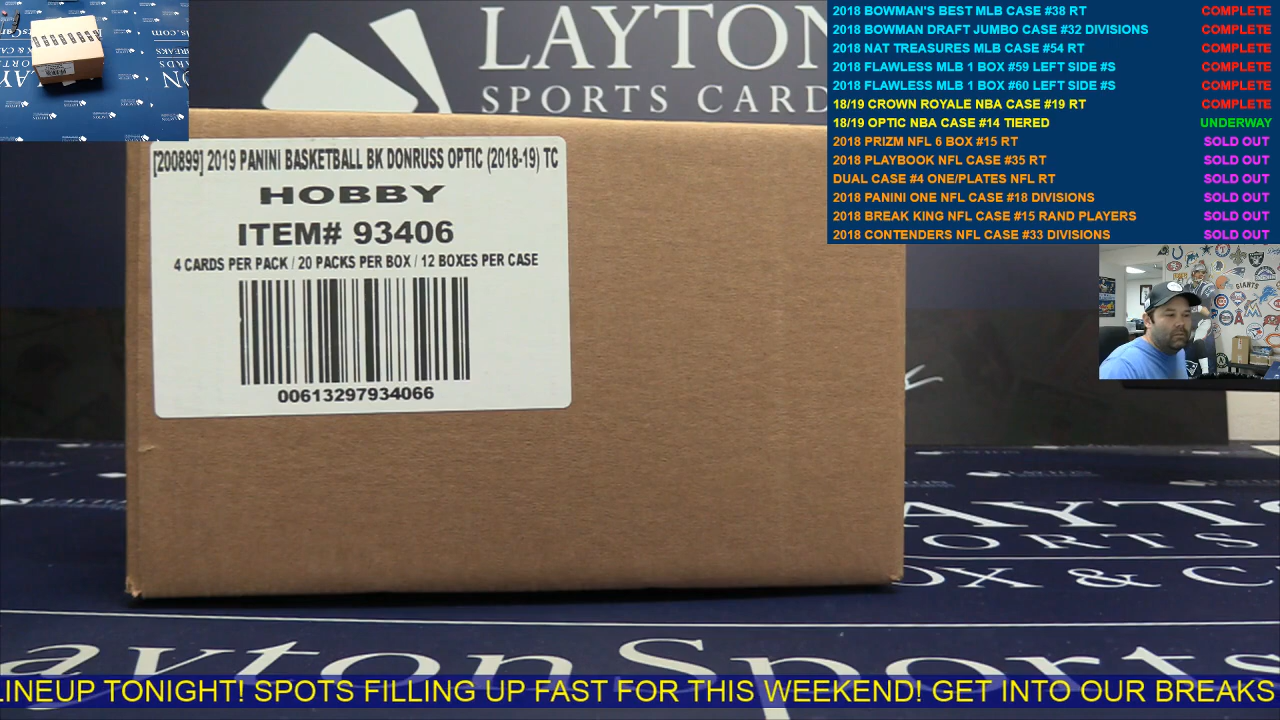 LAYTON
SPORTS CARD
2018 BOWMAN'S BEST MLB CASE #38 RT COMPLETE
2018 BOWMAN DRAFT JUMBO CASE #32 DIVISIONS COMPLETE
2018 NAT TREASURES MLB CASE #54 RT COMPLETE
2018 FLAWLESS MLB 1 BOX #59 LEFT SIDE #S COMPLETE
2018 FLAWLESS MLB 1 BOX #60 LEFT SIDE #S COMPLETE
18/19 CROWN ROYALE NBA CASE #19 RT COMPLETE
18/19 OPTIC NBA CASE #14 TIERED UNDERWAY
2018 PRIZM NFL 6 BOX #15 RT SOLD OUT
2018 PLAYBOOK NFL CASE #35 RT SOLD OUT
DUAL CASE #4 ONE/PLATES NFL RT SOLD OUT
2018 PANINI ONE NFL CASE #18 DIVISIONS SOLD OUT
2018 BREAK KING NFL CASE #15 RAND PLAYERS SOLD OUT
2018 CONTENDERS NFL CASE #33 DIVISIONS SOLD OUT
[200899] 2019 PANINI BASKETBALL BK DONRUSS OPTIC (2018-19) TC
HOBBY
ITEM# 93406
4 CARDS PER PACK / 20 PACKS PER BOX / 12 BOXES PER CASE
00613297934066
GIANTS
AYT
ORTS
OX & C
ayton Sports
INEUP TONIGHT! SPOTS FILLING UP FAST FOR THIS WEEKEND! GET INTO OUR BREAKS